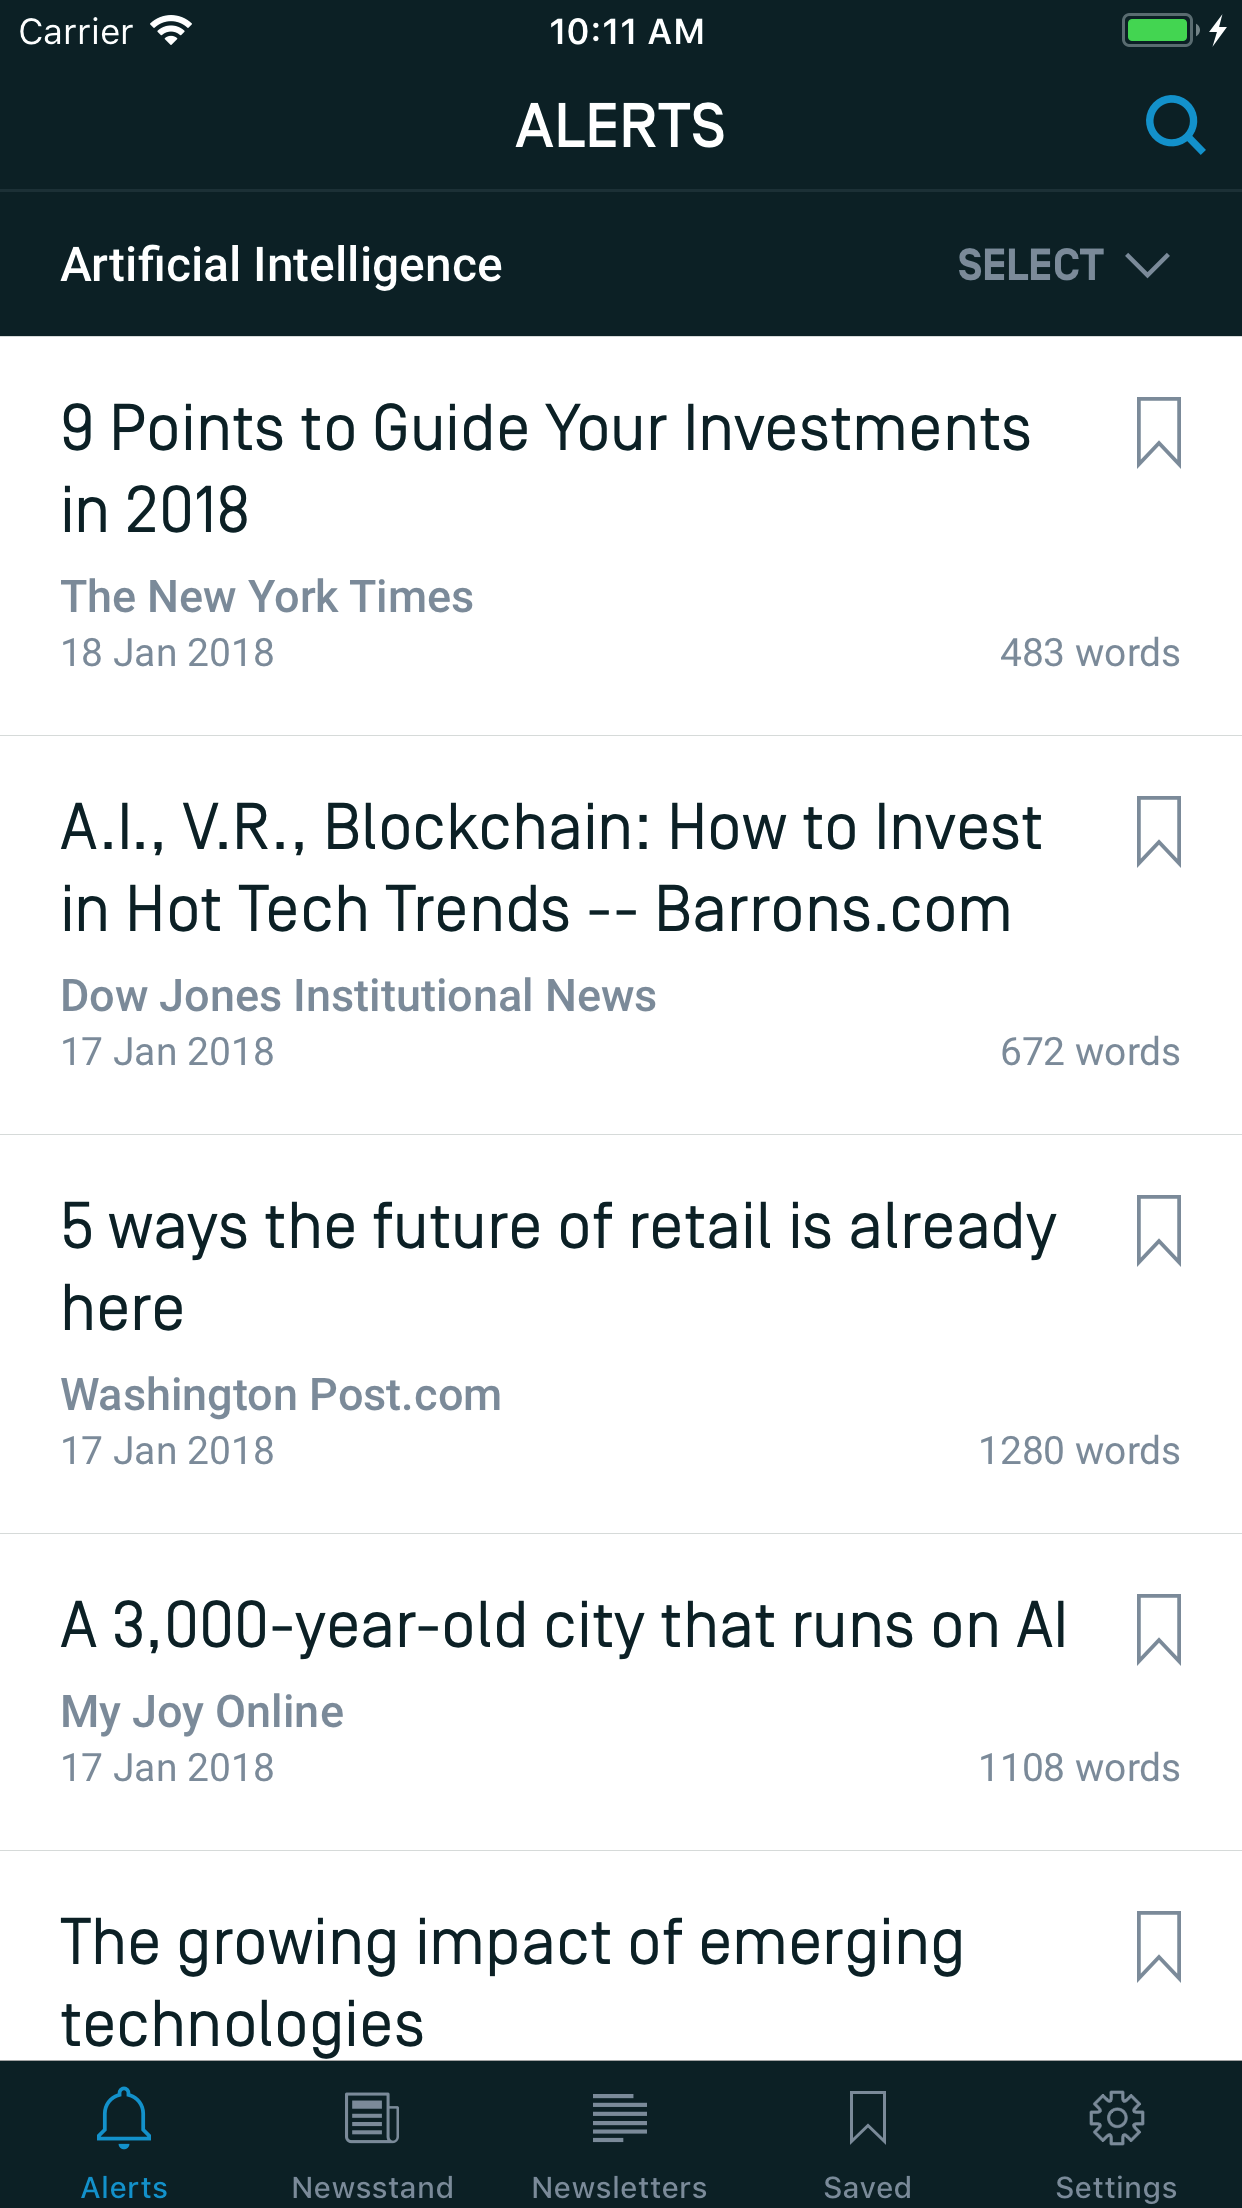 Carrier 10:11 AM
ALERTS
Artificial Intelligence SELECT
9 Points to Guide Your Investments
in 2018
The New York Times
18 Jan 2018 483 words
A.I., V.R., Blockchain: How to Invest
in Hot Tech Trends -- Barrons.com
Dow Jones Institutional News
17 Jan 2018 672 words
5 ways the future of retail is already
here
Washington Post.com
17 Jan 2018 1280 words
A 3,000-year-old city that runs on AI
My Joy Online
17 Jan 2018 1108 words
The growing impact of emerging
technologies
Alerts Newsstand Newsletters Saved Settings